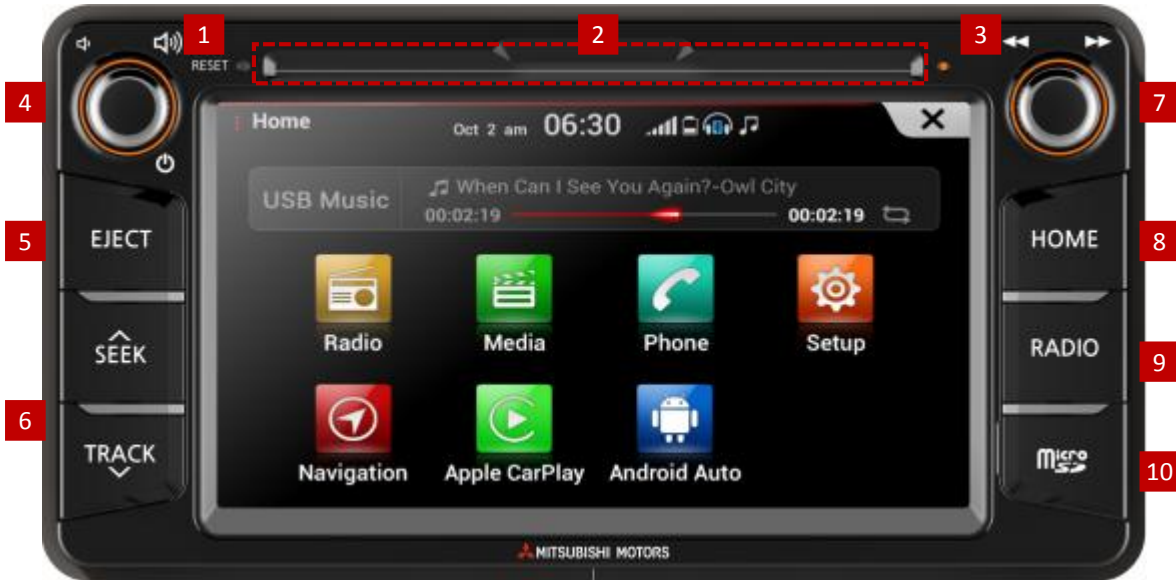 1
2
3
RESET
4
7
Home
Oct 2 am 06:30
USB Music
When Can I See You Again?-Owl City
00:02:19
00:02:19
5
EJECT
HOME
8
Radio
Media
Phone
Setup
SEEK
RADIO
9
6
TRACK
Navigation
Apple CarPlay
Android Auto
Micro SD
10
MITSUBISHI MOTORS